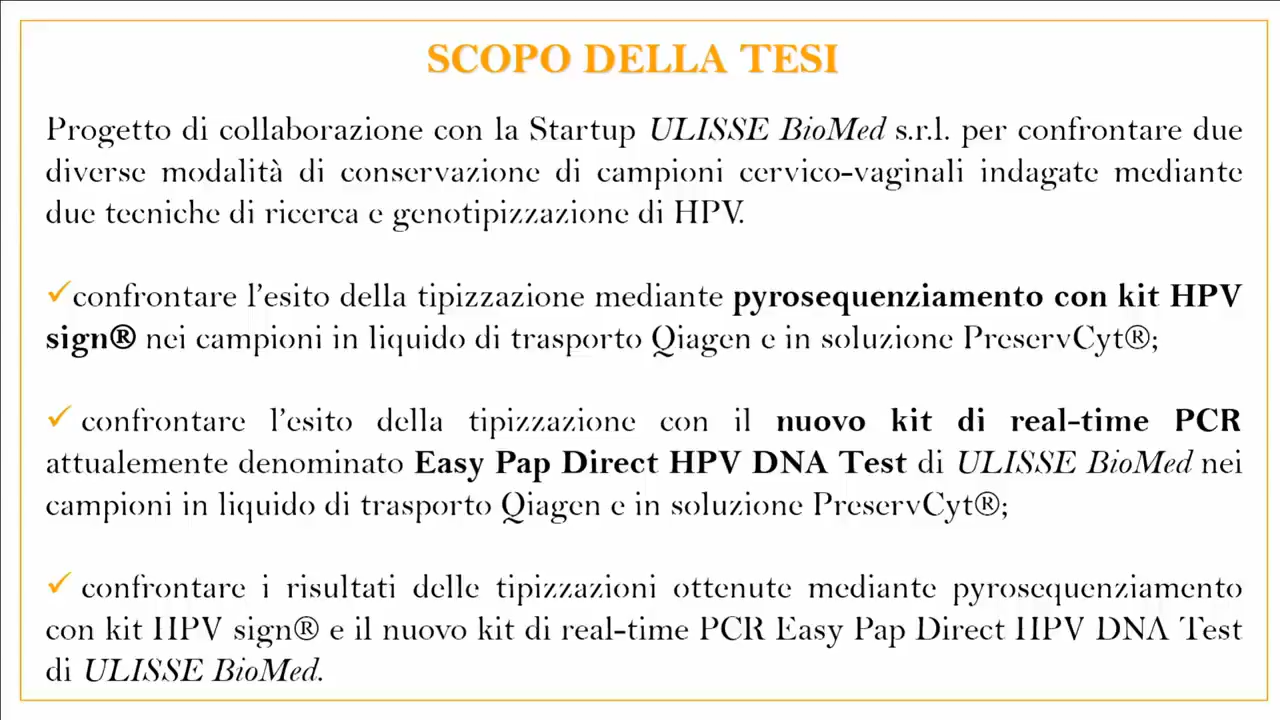 SCOPO DELLA TESI
Progetto di collaborazione con la Startup ULISSE BioMed s.r.l. per confrontare due
diverse modalità di conservazione di campioni cervico-vaginali indagate mediante
due tecniche di ricerca e genotipizzazione di HPV.
✓confrontare l'esito della tipizzazione mediante pyrosequenziamento con kit HPV
sign® nei campioni in liquido di trasporto Qiagen e in soluzione PreservCyt®;
✓ confrontare l'esito della tipizzazione con il nuovo kit di real-time PCR
attualemente denominato Easy Pap Direct HPV DNA Test di ULISSE BioMed nei
campioni in liquido di trasporto Qiagen e in soluzione PreservCyt®;
✓ confrontare i risultati delle tipizzazioni ottenute mediante pyrosequenziamento
con kit HPV sign® e il nuovo kit di real-time PCR Easy Pap Direct HPV DNA Test
di ULISSE BioMed.